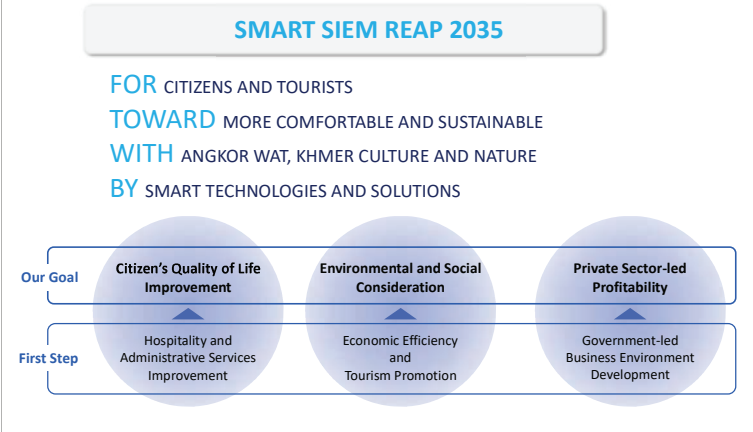 SMART SIEM REAP 2035
FOR CITIZENS AND TOURISTS
TOWARD MORE COMFORTABLE AND SUSTAINABLE
WITH ANGKOR WAT, KHMER CULTURE AND NATURE
BY SMART TECHNOLOGIES AND SOLUTIONS
Our Goal
Citizen's Quality of Life
Improvement
Environmental and Social
Consideration
Private Sector-led
Profitability
First Step
Hospitality and
Administrative Services
Improvement
Economic Efficiency
and
Tourism Promotion
Government-led
Business Environment
Development